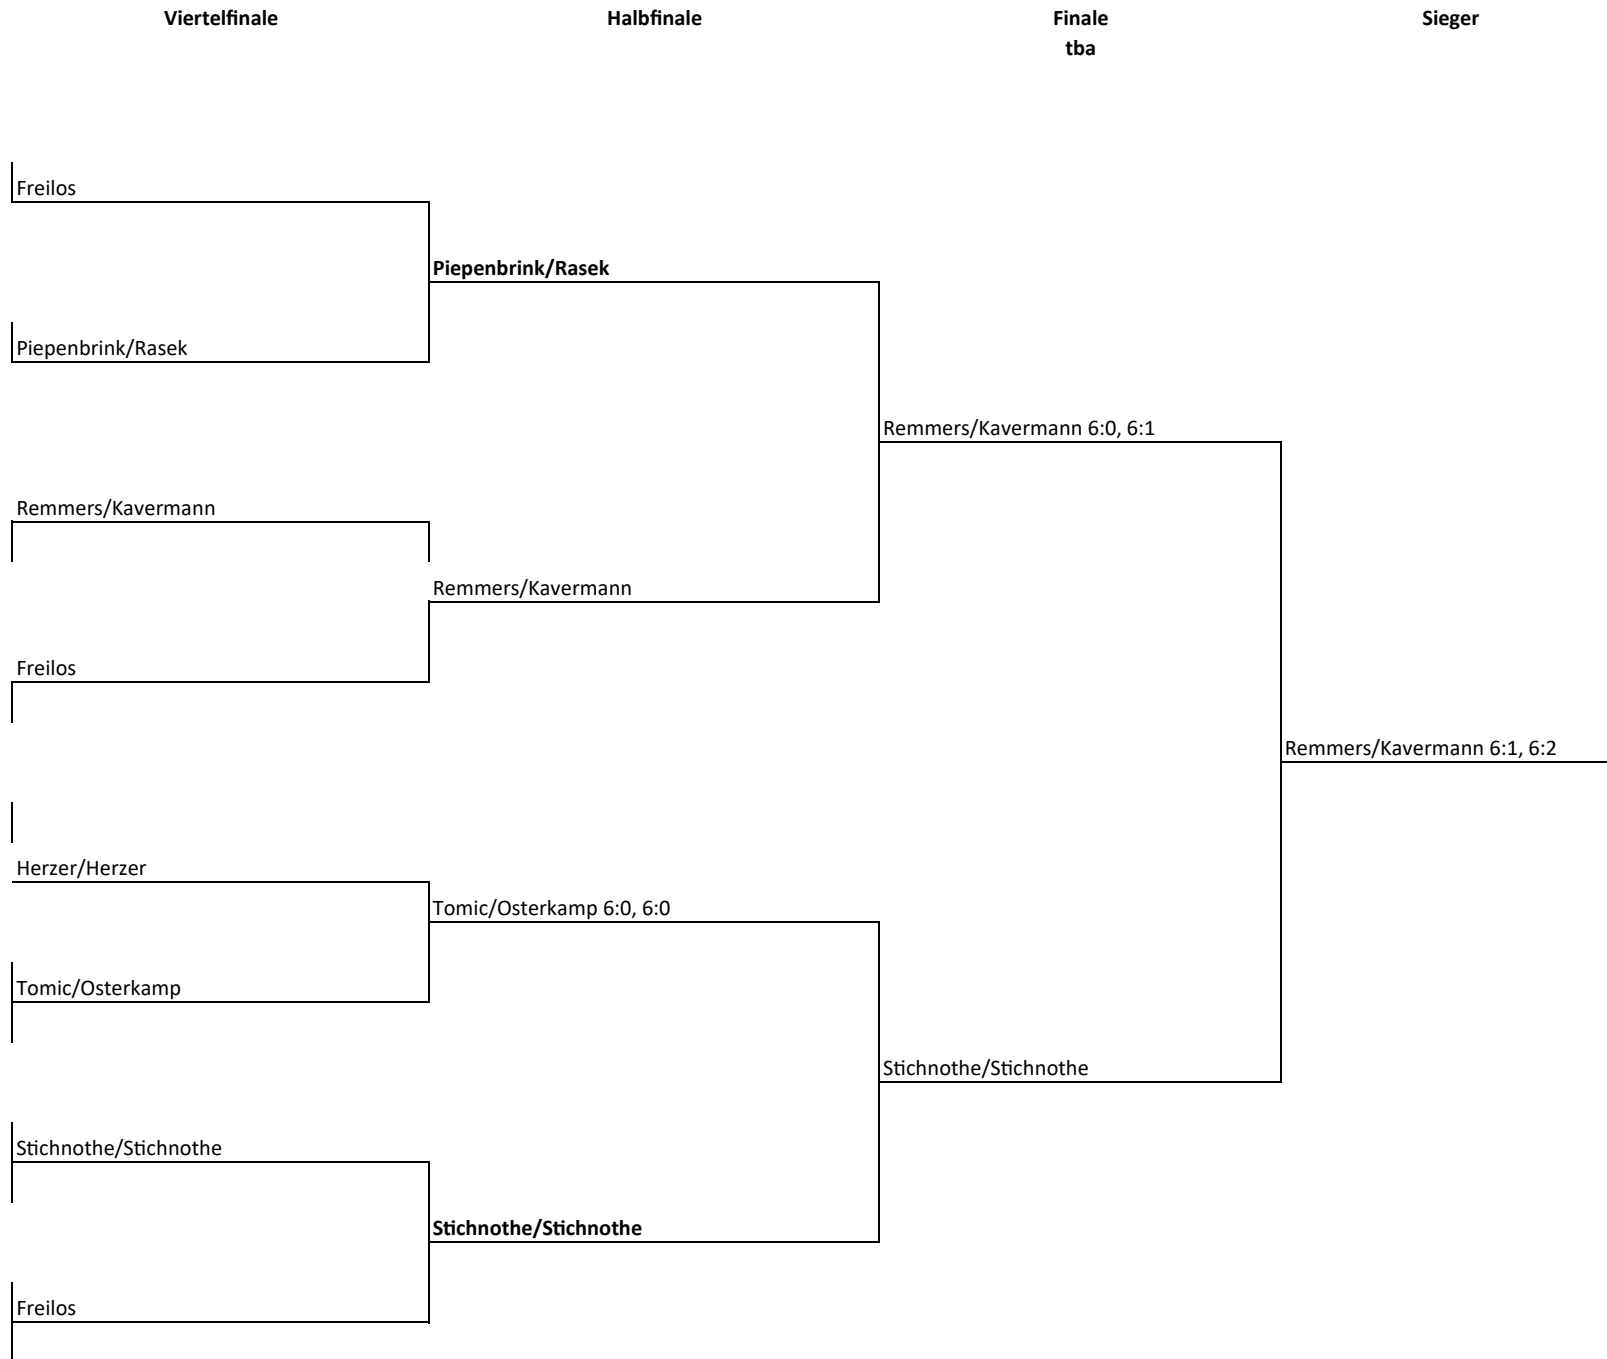 Viertelfinale Halbfinale Finale Sieger
tba
Freilos
Piepenbrink/Rasek
Piepenbrink/Rasek
Remmers/Kavermann 6:0, 6:1
Remmers/Kavermann
Remmers/Kavermann
Freilos
Remmers/Kavermann 6:1, 6:2
Herzer/Herzer
Tomic/Osterkamp 6:0, 6:0
Tomic/Osterkamp
Stichnothe/Stichnothe
Stichnothe/Stichnothe
Stichnothe/Stichnothe
Freilos